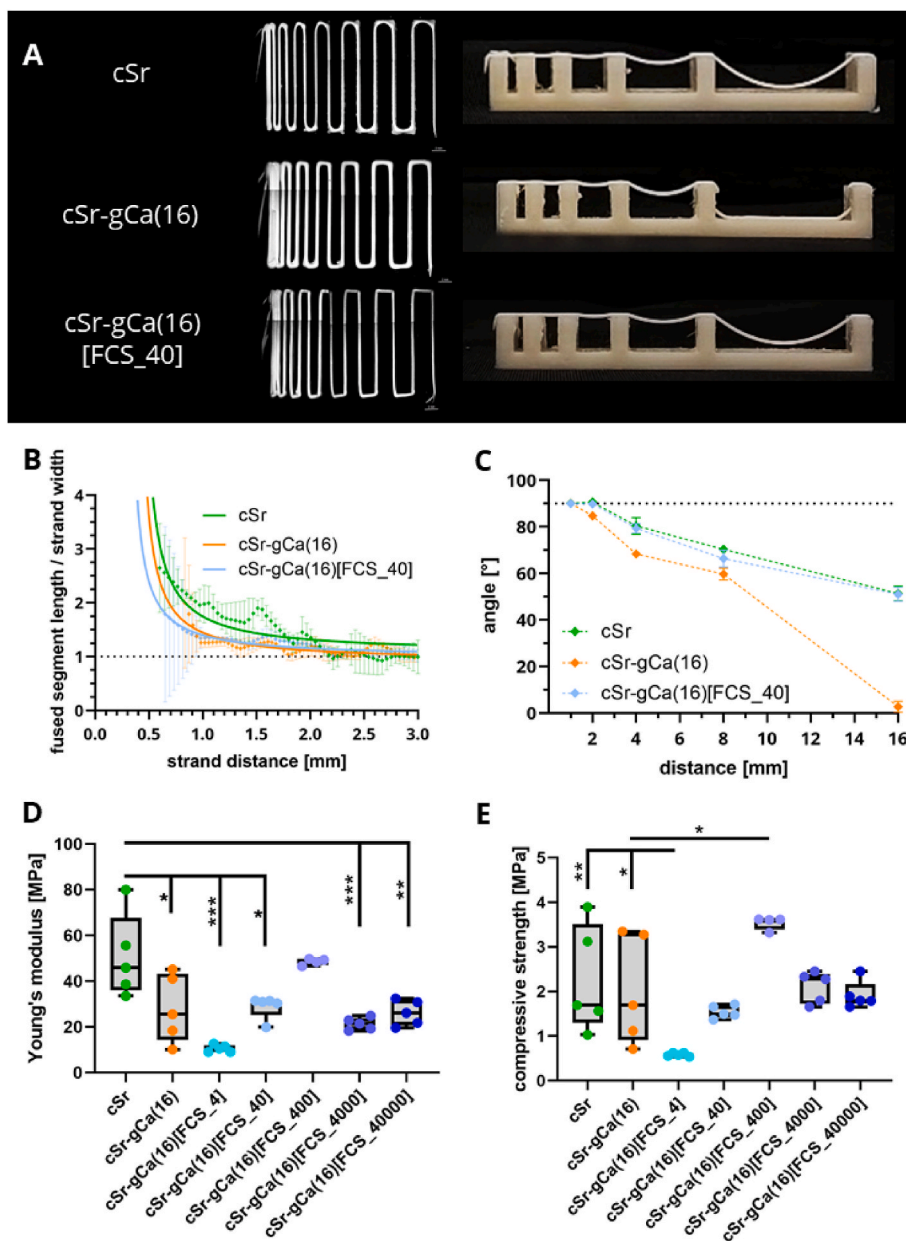 A
cSr
cSr-gCa(16)
cSr-gCa(16)
[FCS_40]
B
fused segment length / strand width
4
3
2
1
0
0.0
0.5
1.0
1.5
2.0
2.5
3.0
strand distance [mm]
cSr
cSr-gCa(16)
cSr-gCa(16)[FCS_40]
C
angle [°]
100
80
60
40
20
0
2
4
6
8
10
12
14
16
distance [mm]
cSr
cSr-gCa(16)
cSr-gCa(16)[FCS_40]
D
Young's modulus [MPa]
100
80
60
40
20
0
*
***
*
***
**
cSr
cSr-gCa(16)
cSr-gCa(16)[FCS_4]
cSr-gCa(16)[FCS_40]
cSr-gCa(16)[FCS_400]
cSr-gCa(16)[FCS_4000]
cSr-gCa(16)[FCS_40000]
E
compressive strength [MPa]
5
4
3
2
1
0
**
*
*
cSr
cSr-gCa(16)
cSr-gCa(16)[FCS_4]
cSr-gCa(16)[FCS_40]
cSr-gCa(16)[FCS_400]
cSr-gCa(16)[FCS_4000]
cSr-gCa(16)[FCS_40000]